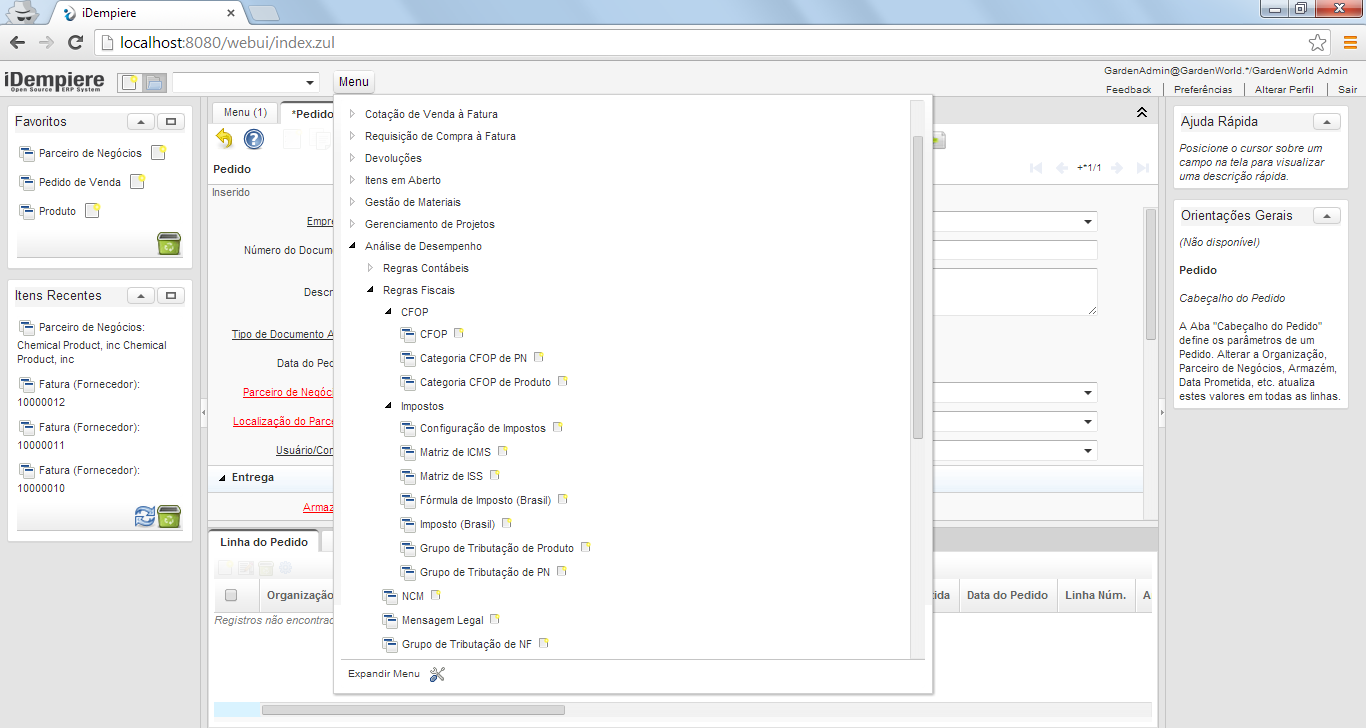 iDempiere
localhost:8080/webui/index.zul
iDempiere
Open Source ERP System
Menu
GardenAdmin@GardenWorld.*/GardenWorld Admin
Feedback
Preferências
Alterar Perfil
Sair
Favoritos
Parceiro de Negócios
Pedido de Venda
Produto
Itens Recentes
Parceiro de Negócios:
Chemical Product, inc Chemical
Product, inc
Fatura (Fornecedor):
10000012
Fatura (Fornecedor):
10000011
Fatura (Fornecedor):
10000010
Menu (1)
*Pedido
Pedido
+*1/1
Inserido
Empre
Número do Docume
Descr
Tipo de Documento A
Data do Ped
Parceiro de Negóc
Localização do Parce
Usuário/Con
Entrega
Armaz
Linha do Pedido
Organização
tida
Data do Pedido
Linha Núm.
A
Registros não encontrad
Cotação de Venda à Fatura
Requisição de Compra à Fatura
Devoluções
Itens em Aberto
Gestão de Materiais
Gerenciamento de Projetos
Análise de Desempenho
Regras Contábeis
Regras Fiscais
CFOP
CFOP
Categoria CFOP de PN
Categoria CFOP de Produto
Impostos
Configuração de Impostos
Matriz de ICMS
Matriz de ISS
Fórmula de Imposto (Brasil)
Imposto (Brasil)
Grupo de Tributação de Produto
Grupo de Tributação de PN
NCM
Mensagem Legal
Grupo de Tributação de NF
Expandir Menu
Ajuda Rápida
Posicione o cursor sobre um
campo na tela para visualizar
uma descrição rápida.
Orientações Gerais
(Não disponível)
Pedido
Cabeçalho do Pedido
A Aba "Cabeçalho do Pedido"
define os parâmetros de um
Pedido. Alterar a Organização,
Parceiro de Negócios, Armazém,
Data Prometida, etc. atualiza
estes valores em todas as linhas.